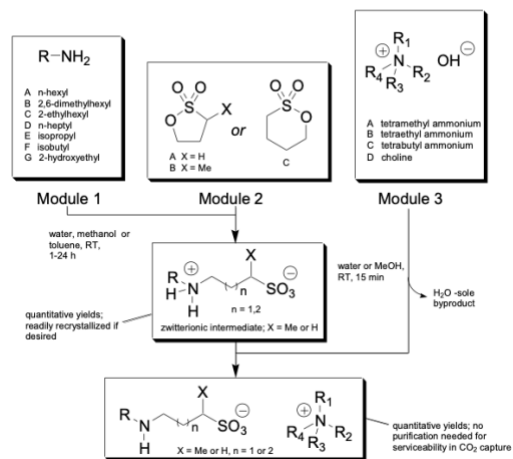 R-NH2
A n-hexyl
B 2,6-dimethylhexyl
C 2-ethylhexyl
D n-heptyl
E isopropyl
F isobutyl
G 2-hydroxyethyl
Module 1
O O
S
O
X
or
O O
S
O
A X = H
B X = Me
C
Module 2
R1
⊕
N
R4
R3
R2
OH ⊖
A tetramethyl ammonium
B tetraethyl ammonium
C tetrabutyl ammonium
D choline
Module 3
water, methanol or
toluene, RT,
1-24 h
X
R
⊕
H-N
H
n
SO3
⊖
n = 1,2
zwitterionic intermediate; X = Me or H
quantitative yields;
readily recrystallized if
desired
water or MeOH,
RT, 15 min
H2O -sole
byproduct
X
R
N
H
n
SO3
⊖
X = Me or H, n = 1 or 2
R1
⊕
N
R4
R3
R2
quantitative yields; no
purification needed for
serviceability in CO2 capture